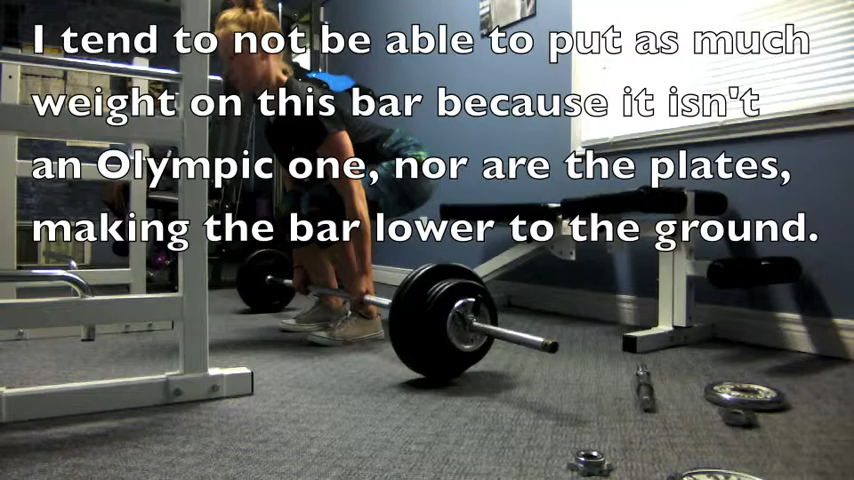 I tend to not be able to put as much
weight on this bar because it isn't
an Olympic one, nor are the plates,
making the bar lower to the ground.